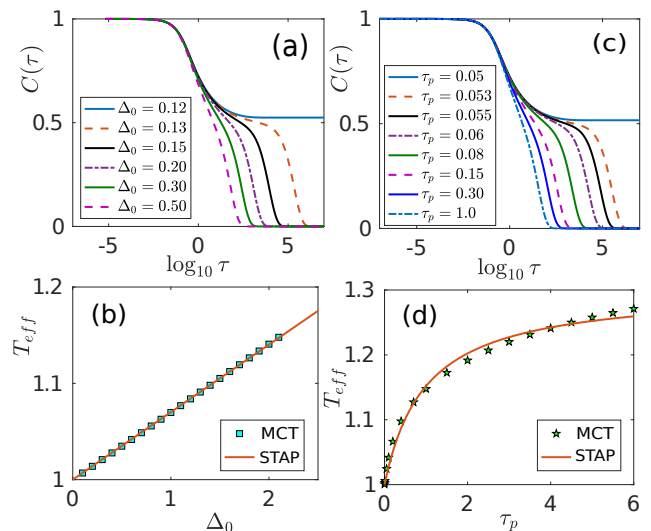 (a)
C(τ)
1
0.5
0
Δ₀ = 0.12
Δ₀ = 0.13
Δ₀ = 0.15
Δ₀ = 0.20
Δ₀ = 0.30
Δ₀ = 0.50
-5 0 5
log₁₀ τ
(c)
C(τ)
1
0.5
0
τₚ = 0.05
τₚ = 0.053
τₚ = 0.055
τₚ = 0.06
τₚ = 0.08
τₚ = 0.15
τₚ = 0.30
τₚ = 1.0
-5 0 5
log₁₀ τ
(b)
T_eff
1.2
1.1
1
MCT
STAP
0 1 2
Δ₀
(d)
T_eff
1.3
1.2
1.1
1
MCT
STAP
0 2 4 6
τₚ